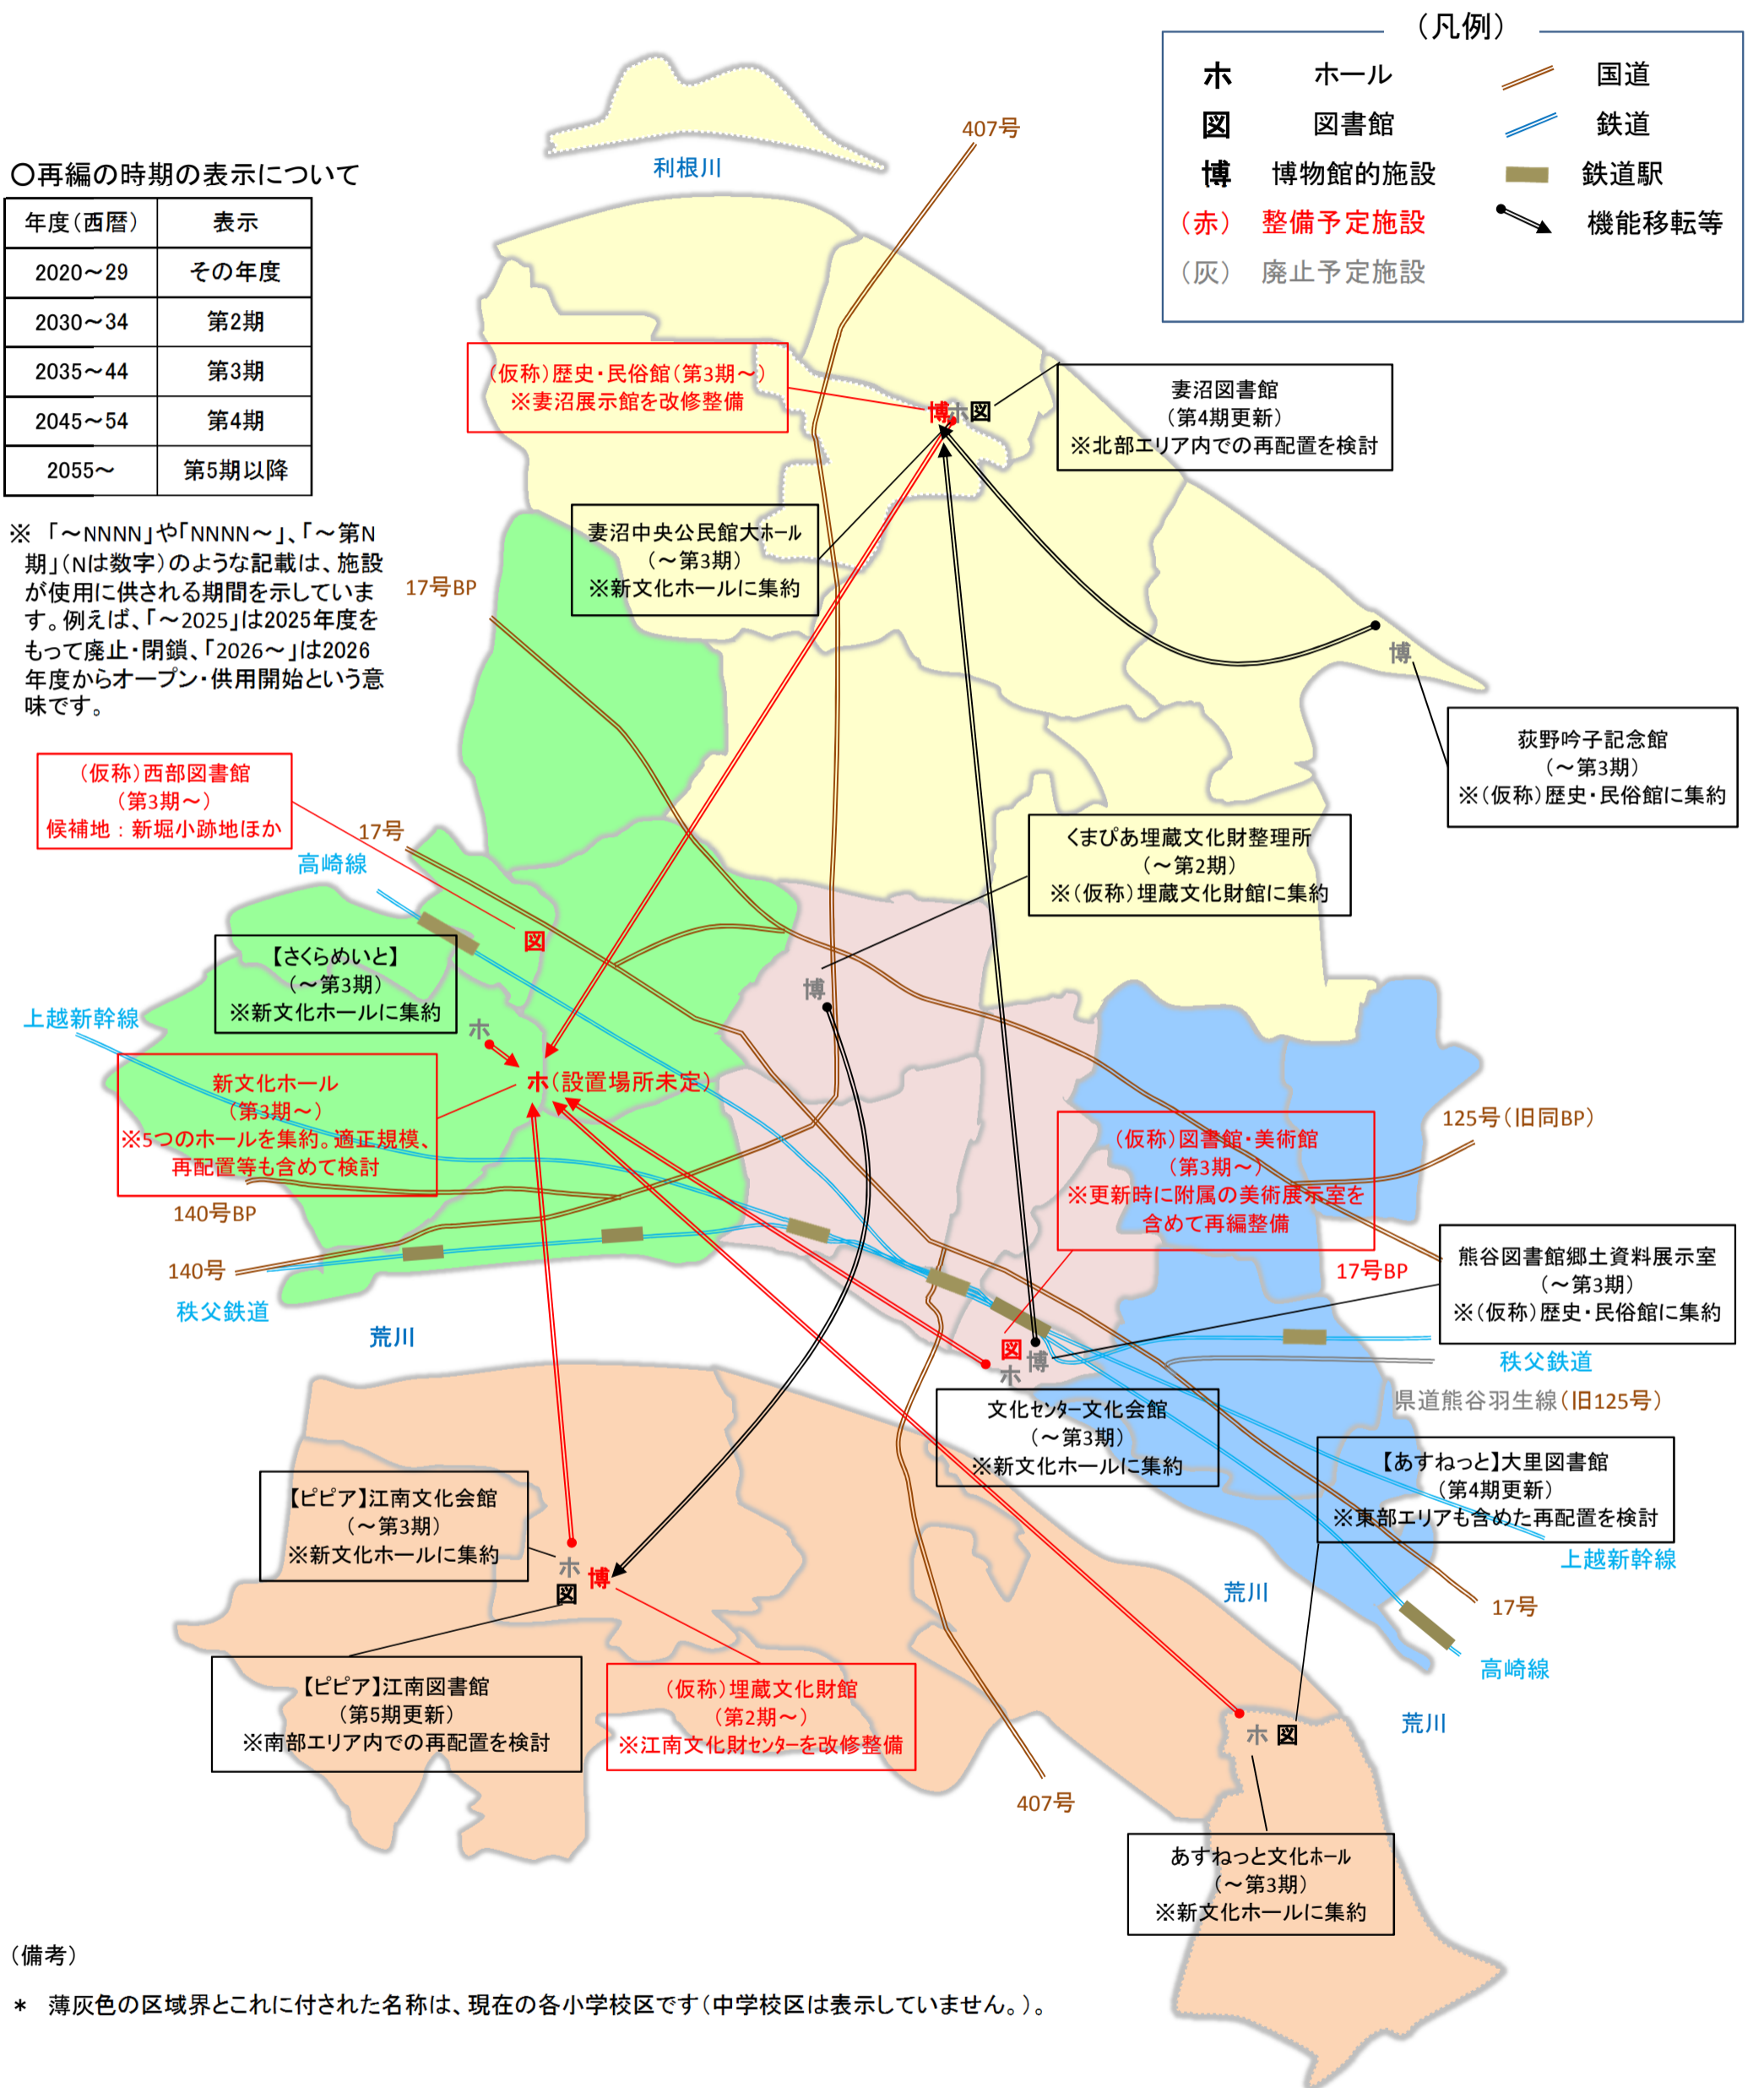 （凡例）
ホ ホール 国道
図 図書館 鉄道
博 博物館的施設 鉄道駅
（赤） 整備予定施設 機能移転等
（灰） 廃止予定施設
〇再編の時期の表示について
年度（西暦） 表示
2020～29 その年度
2030～34 第2期
2035～44 第3期
2045～54 第4期
2055～ 第5期以降
※「～NNNN」や「NNNN～」、「～第N
期」（Nは数字）のような記載は、施設
が使用に供される期間を示していま
す。例えば、「～2025」は2025年度を
もって廃止・閉鎖、「2026～」は2026
年度からオープン・供用開始という意
味です。
利根川
407号
（仮称）歴史・民俗館（第3期～）
※妻沼展示館を改修整備
博 ホ 図
妻沼図書館
（第4期更新）
※北部エリア内での再配置を検討
妻沼中央公民館大ホール
（～第3期）
※新文化ホールに集約
17号BP
博
荻野吟子記念館
（～第3期）
※（仮称）歴史・民俗館に集約
（仮称）西部図書館
（第3期～）
候補地：新堀小跡地ほか
17号
高崎線
くまぴあ埋蔵文化財整理所
（～第2期）
※（仮称）埋蔵文化財館に集約
図
【さくらめいと】
（～第3期）
※新文化ホールに集約
博
上越新幹線
ホ
ホ（設置場所未定）
新文化ホール
（第3期～）
※5つのホールを集約。適正規模、
再配置等も含めて検討
125号（旧同BP）
（仮称）図書館・美術館
（第3期～）
※更新時に附属の美術展示室を
含めて再編整備
140号BP
140号
秩父鉄道
荒川
17号BP
熊谷図書館郷土資料展示室
（～第3期）
※（仮称）歴史・民俗館に集約
図 博
ホ
秩父鉄道
県道熊谷羽生線（旧125号）
文化センター文化会館
（～第3期）
※新文化ホールに集約
【あすねっと】大里図書館
（第4期更新）
※東部エリアも含めた再配置を検討
上越新幹線
【ピピア】江南文化会館
（～第3期）
※新文化ホールに集約
ホ 博
図
荒川
17号
高崎線
【ピピア】江南図書館
（第5期更新）
※南部エリア内での再配置を検討
（仮称）埋蔵文化財館
（第2期～）
※江南文化財センターを改修整備
荒川
ホ 図
407号
あすねっと文化ホール
（～第3期）
※新文化ホールに集約
（備考）
* 薄灰色の区域界とこれに付された名称は、現在の各小学校区です（中学校区は表示していません。）。